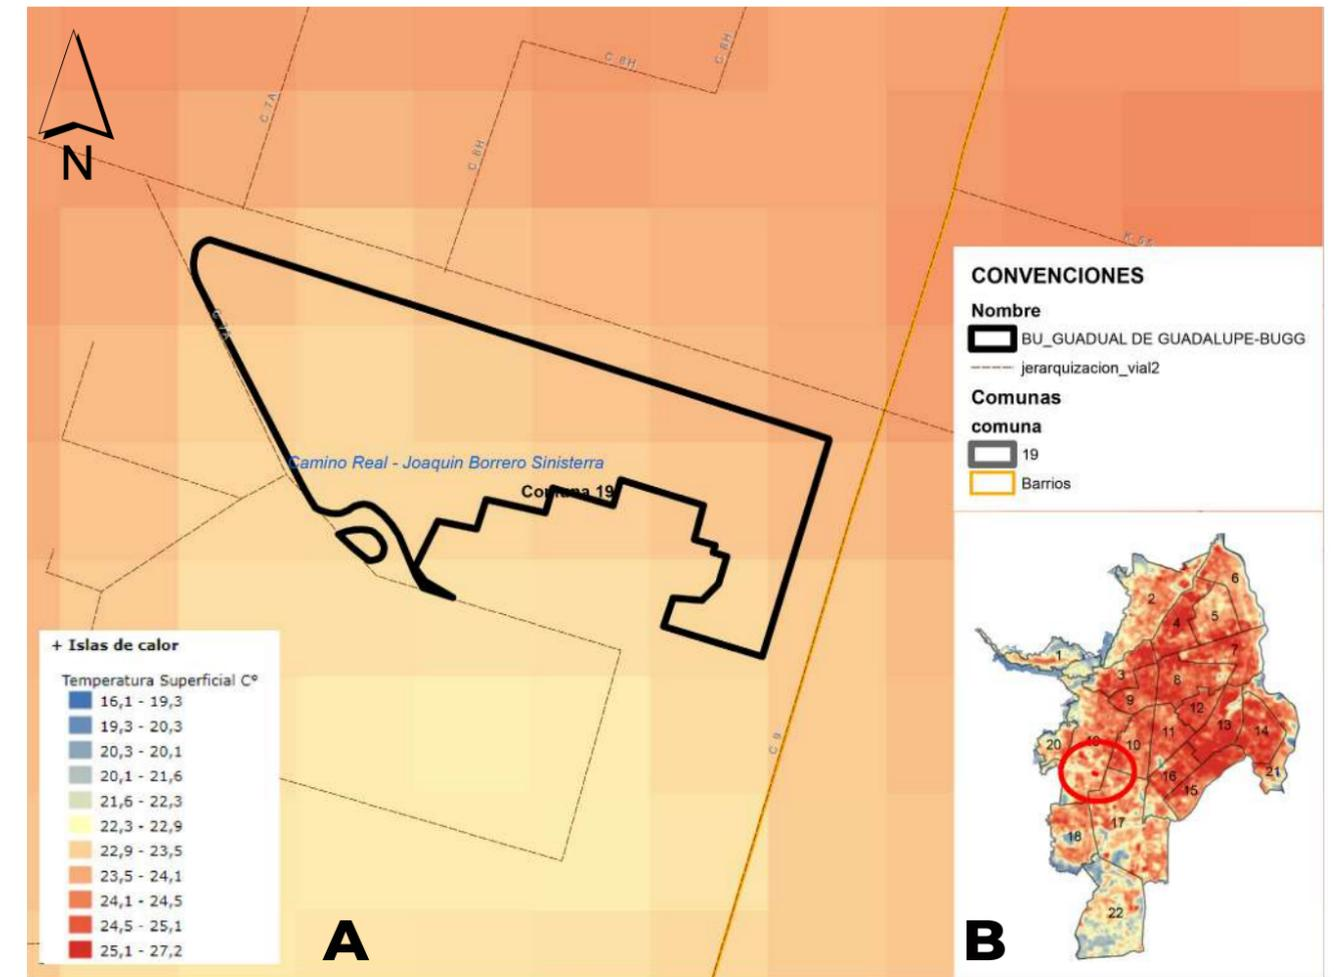 N
C 7A
C 8H
C 8H
C 8H
C 7A
Camino Real - Joaquin Borrero Sinisterra
Comuna 19
C 9
+ Islas de calor
Temperatura Superficial C°
16,1 - 19,3
19,3 - 20,3
20,3 - 20,1
20,1 - 21,6
21,6 - 22,3
22,3 - 22,9
22,9 - 23,5
23,5 - 24,1
24,1 - 24,5
24,5 - 25,1
25,1 - 27,2
A
CONVENCIONES
Nombre
BU_GUADUAL DE GUADALUPE-BUGG
jerarquizacion_vial2
Comunas
comuna
19
Barrios
6
2
5
4
7
1
3
8
9
12
13
14
11
10
20
19
21
16
15
17
18
22
B